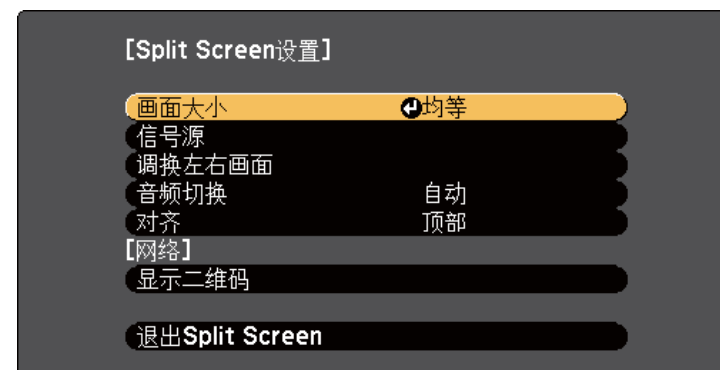 [Split Screen设置]
画面大小 均等
信号源
调换左右画面
音频切换 自动
对齐 顶部
[网络]
显示二维码
退出Split Screen